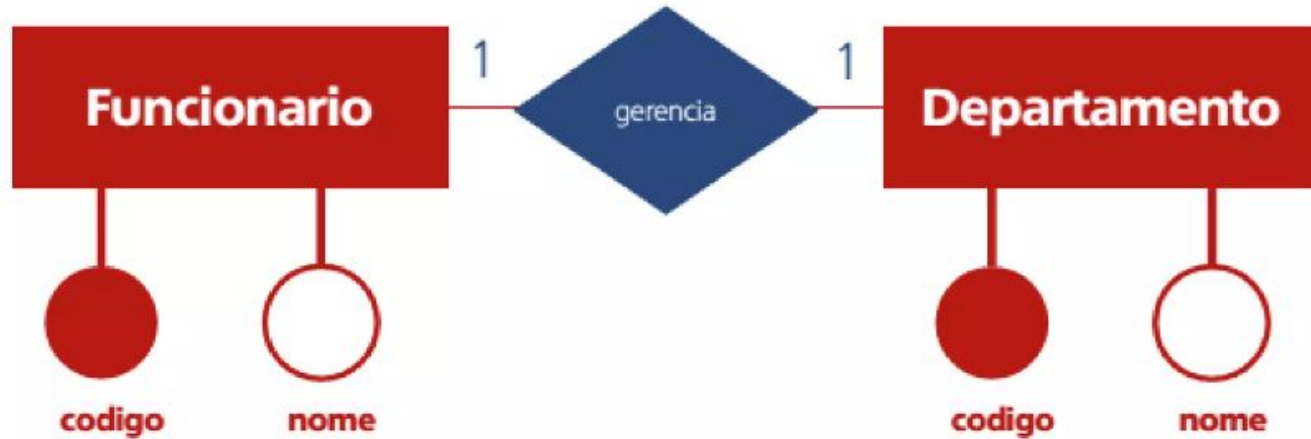 1
1
Funcionario
gerencia
Departamento
codigo
nome
codigo
nome